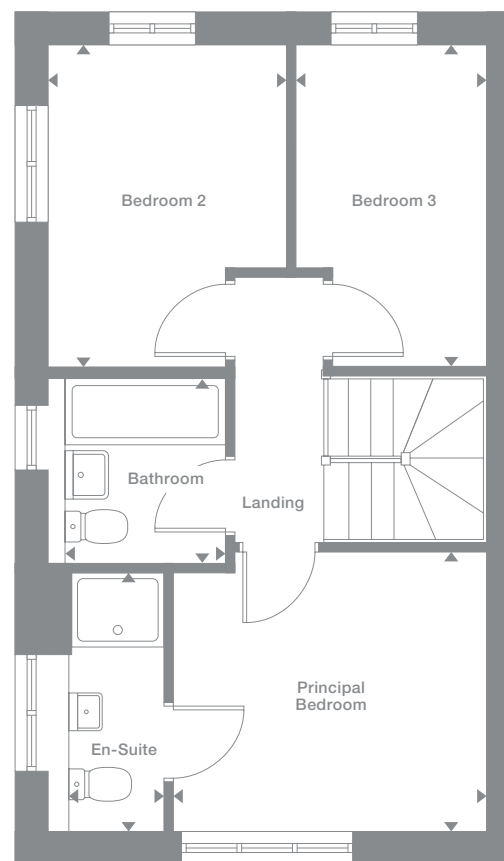 Bedroom 2
Bedroom 3
Bathroom
Landing
Principal
Bedroom
En-Suite